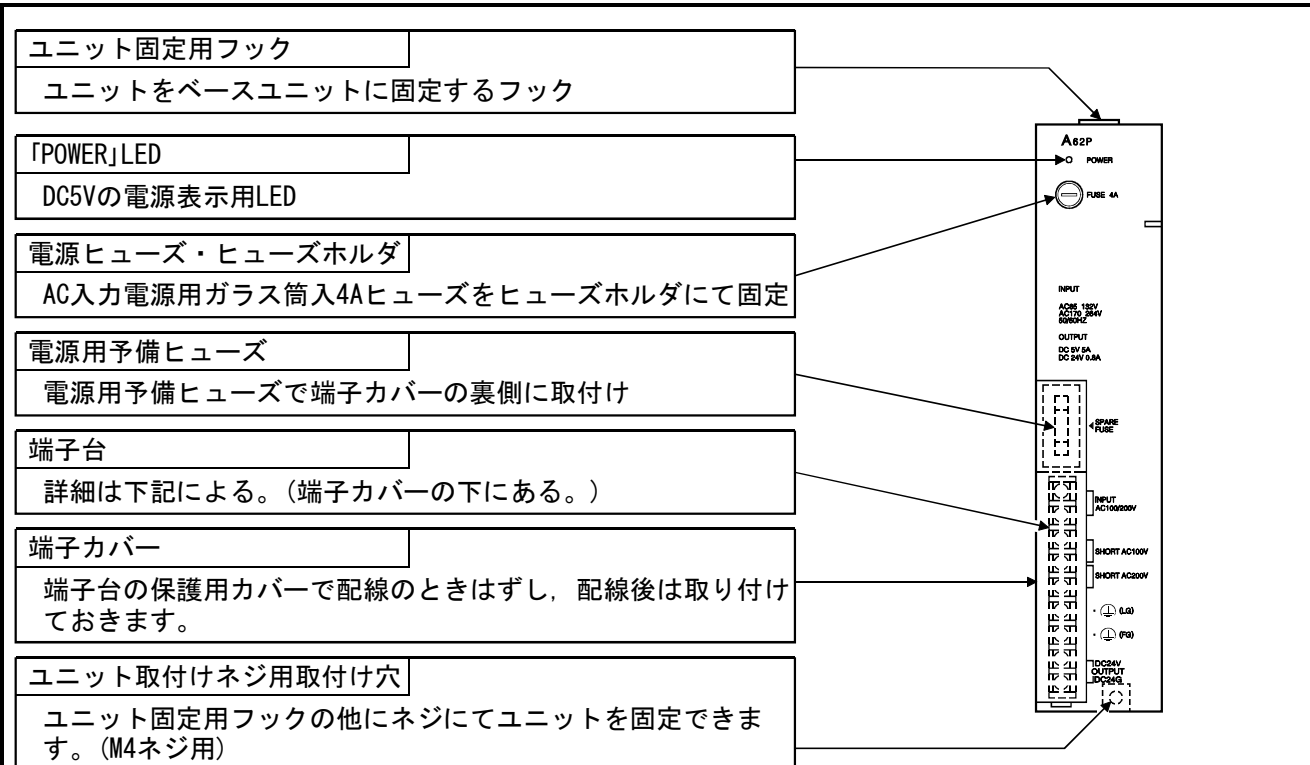 ユニット固定用フック
ユニットをベースユニットに固定するフック
「POWER」LED
DC5Vの電源表示用LED
電源ヒューズ・ヒューズホルダ
AC入力電源用ガラス筒入4Aヒューズをヒューズホルダにて固定
電源用予備ヒューズ
電源用予備ヒューズで端子カバーの裏側に取付け
端子台
詳細は下記による。(端子カバーの下にある。)
端子カバー
端子台の保護用カバーで配線のときはずし，配線後は取り付け
ておきます。
ユニット取付けネジ用取付け穴
ユニット固定用フックの他にネジにてユニットを固定できま
す。(M4ネジ用)
A62P
POWER
FUSE 4A
INPUT
AC85 132V
AC170 264V
50/60HZ
OUTPUT
DC 5V 5A
DC 24V 0.8A
SPARE
FUSE
INPUT
AC100/200V
SHORT AC100V
SHORT AC200V
(LG)
(FG)
DC24V
OUTPUT
DC24G